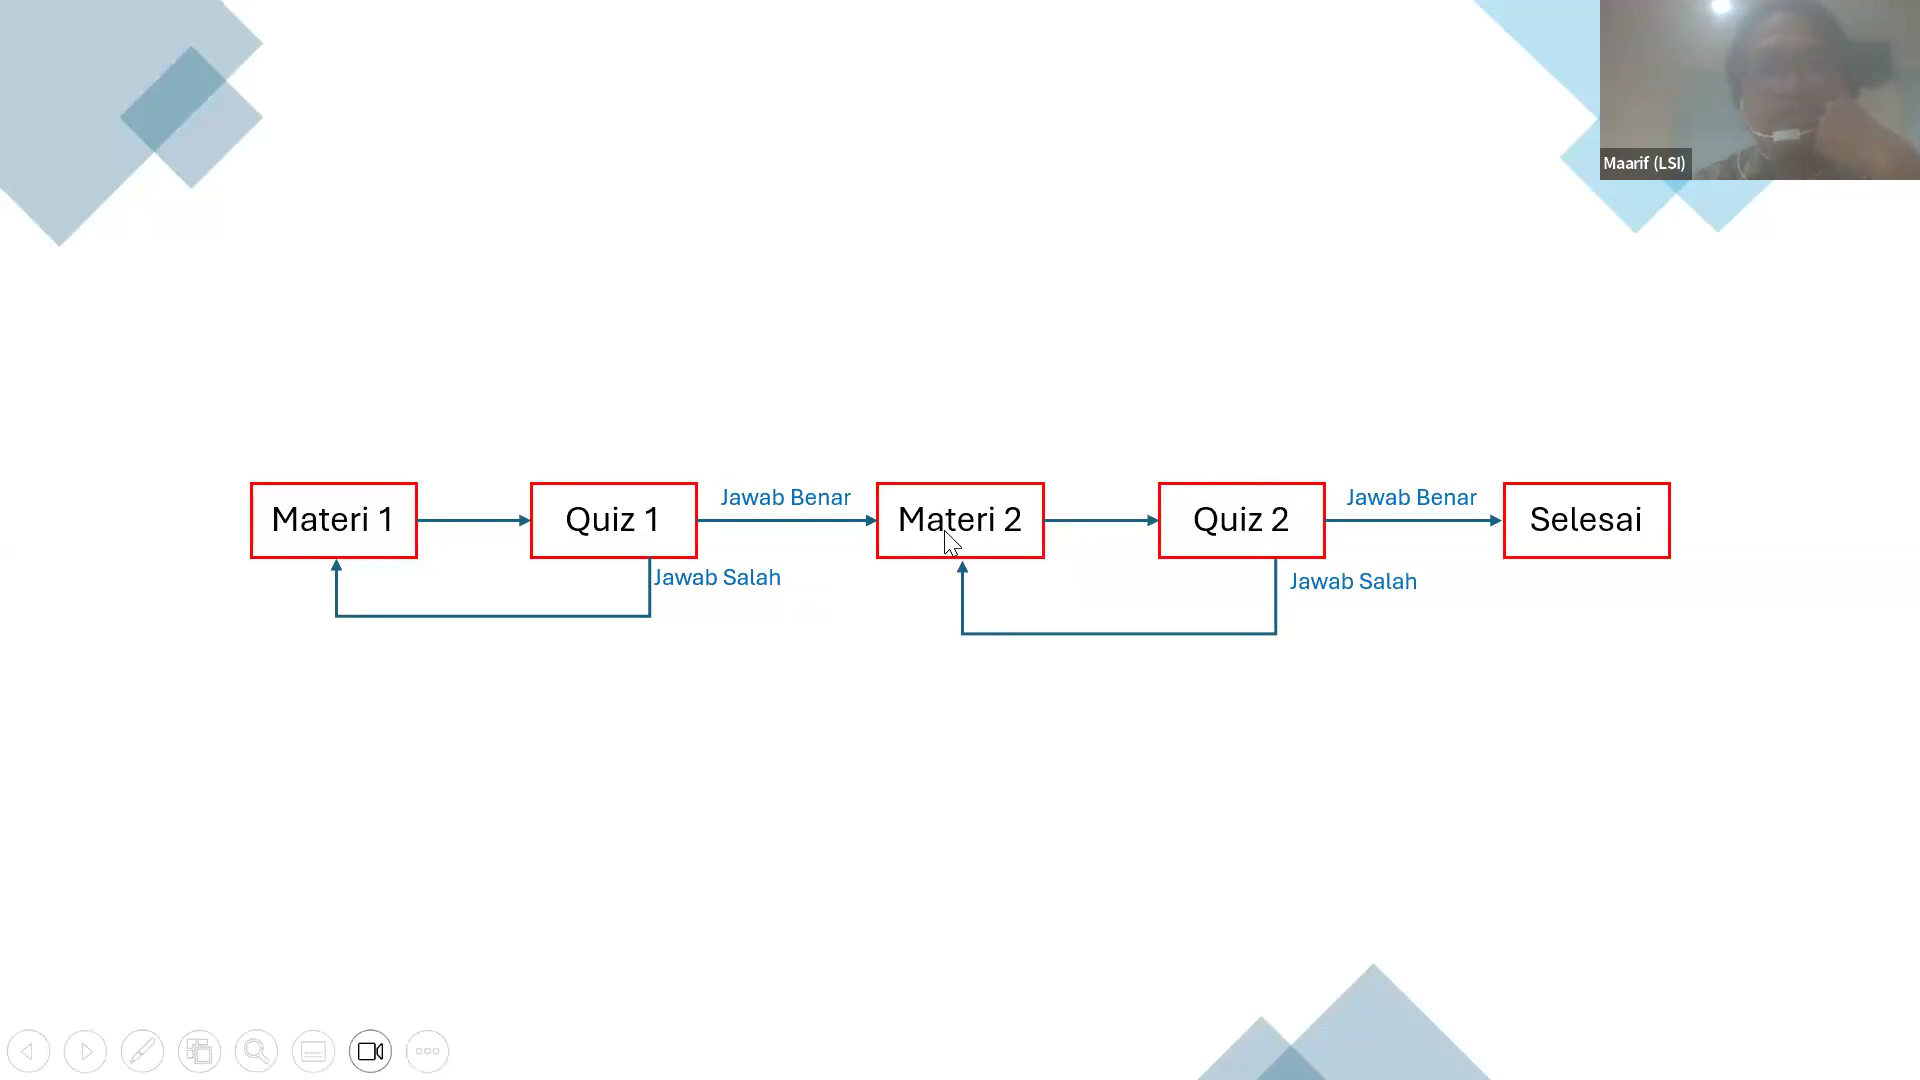 Maarif (LSI)
Materi 1
Quiz 1
Jawab Benar
Materi 2
Quiz 2
Jawab Benar
Selesai
Jawab Salah
Jawab Salah